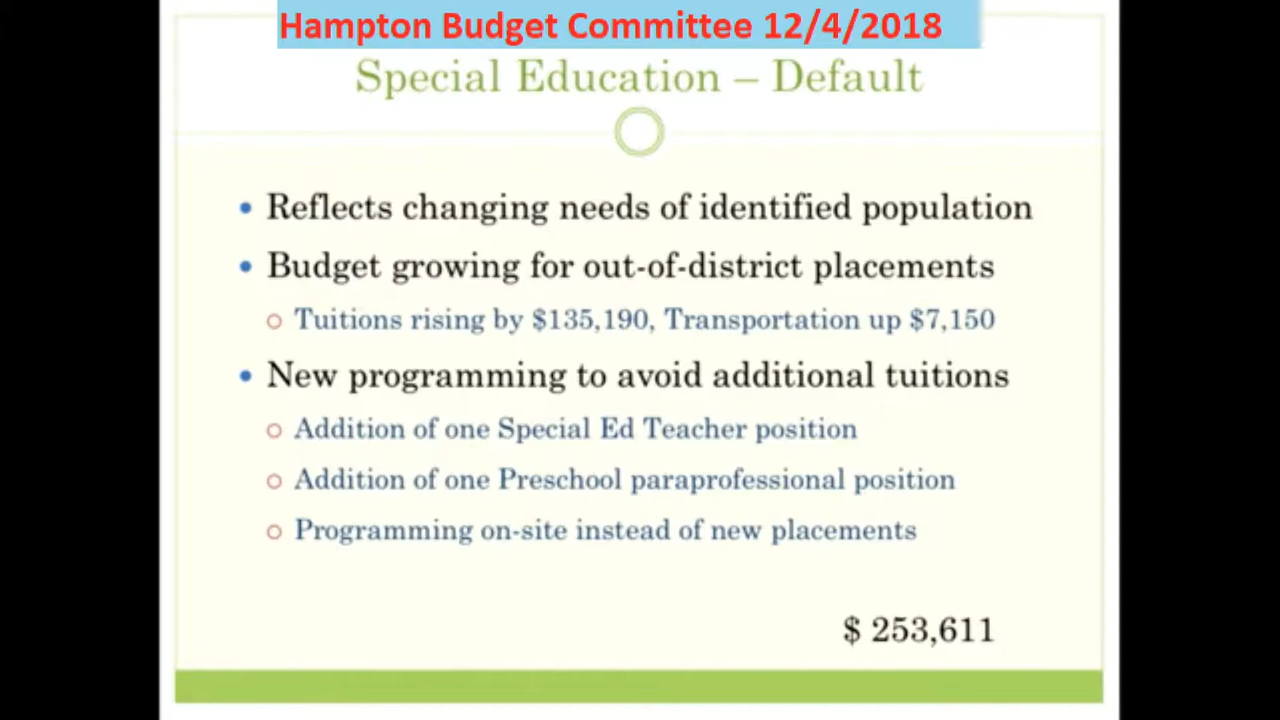 Hampton Budget Committee 12/4/2018
Special Education – Default
• Reflects changing needs of identified population
• Budget growing for out-of-district placements
○ Tuitions rising by $135,190, Transportation up $7,150
• New programming to avoid additional tuitions
○ Addition of one Special Ed Teacher position
○ Addition of one Preschool paraprofessional position
○ Programming on-site instead of new placements
$ 253,611